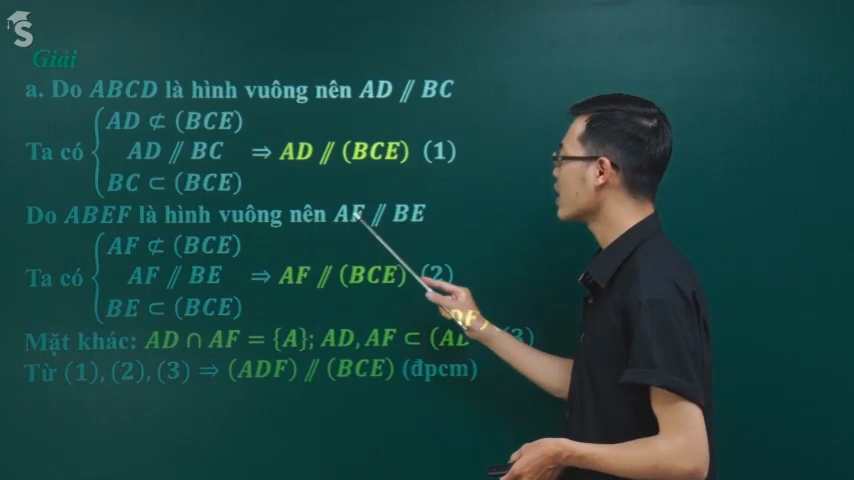 S
Giải
a. Do ABCD là hình vuông nên AD // BC
AD ⊄ (BCE)
Ta có { AD // BC ⇒ AD // (BCE) (1)
BC ⊂ (BCE)
Do ABEF là hình vuông nên AF // BE
AF ⊄ (BCE)
Ta có { AF // BE ⇒ AF // (BCE) (2)
BE ⊂ (BCE)
Mặt khác: AD ∩ AF = {A}; AD, AF ⊂ (ADF) (3)
Từ (1), (2), (3) ⇒ (ADF) // (BCE) (đpcm)